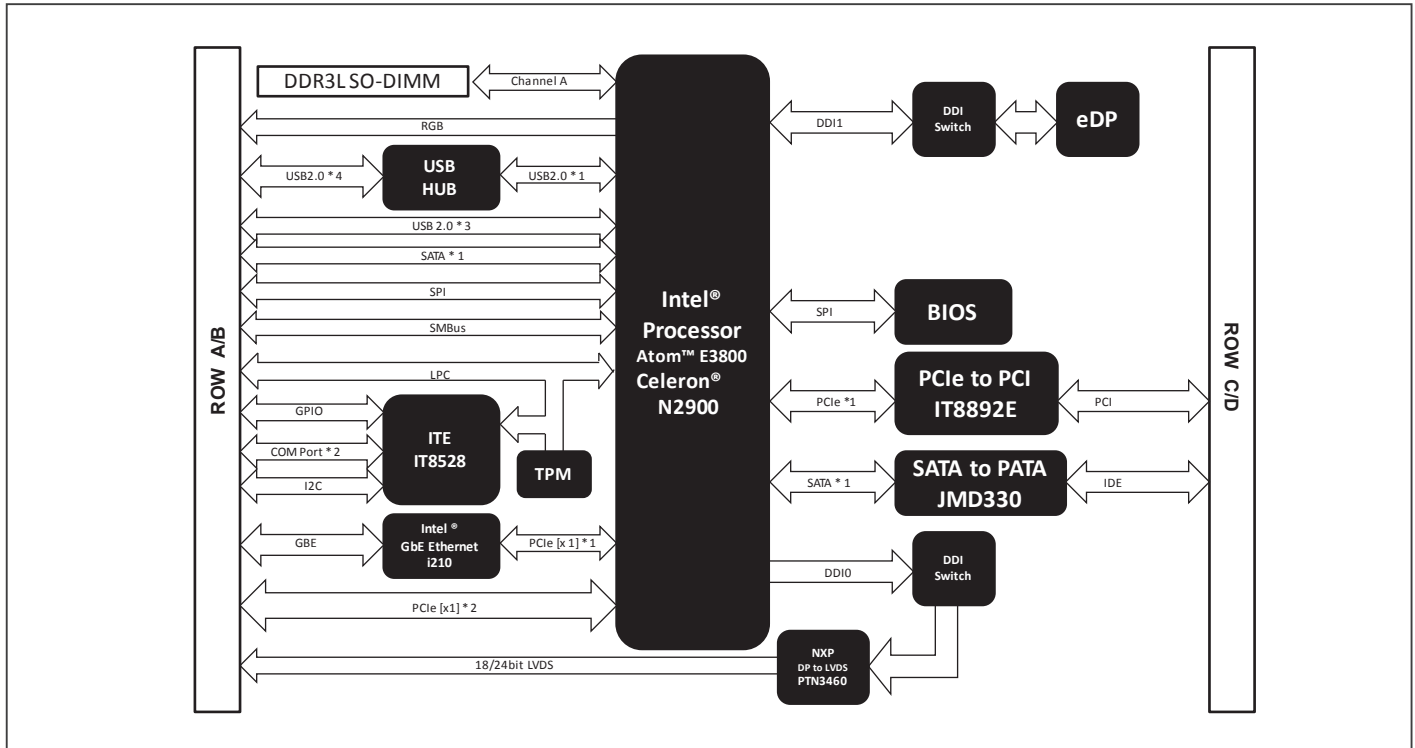 ROW A/B
DDR3L SO-DIMM
Channel A
RGB
USB2.0 * 4
USB
HUB
USB2.0 * 1
USB 2.0 * 3
SATA * 1
SPI
SMBus
LPC
GPIO
COM Port * 2
I2C
ITE
IT8528
TPM
GBE
Intel ®
GbE Ethernet
i210
PCIe [x 1] * 1
PCIe [x1] * 2
18/24bit LVDS
Intel®
Processor
Atom™ E3800
Celeron®
N2900
DDI1
DDI
Switch
eDP
SPI
BIOS
PCIe *1
PCIe to PCI
IT8892E
PCI
SATA * 1
SATA to PATA
JMD330
IDE
DDI0
DDI
Switch
NXP
DP to LVDS
PTN3460
ROW C/D